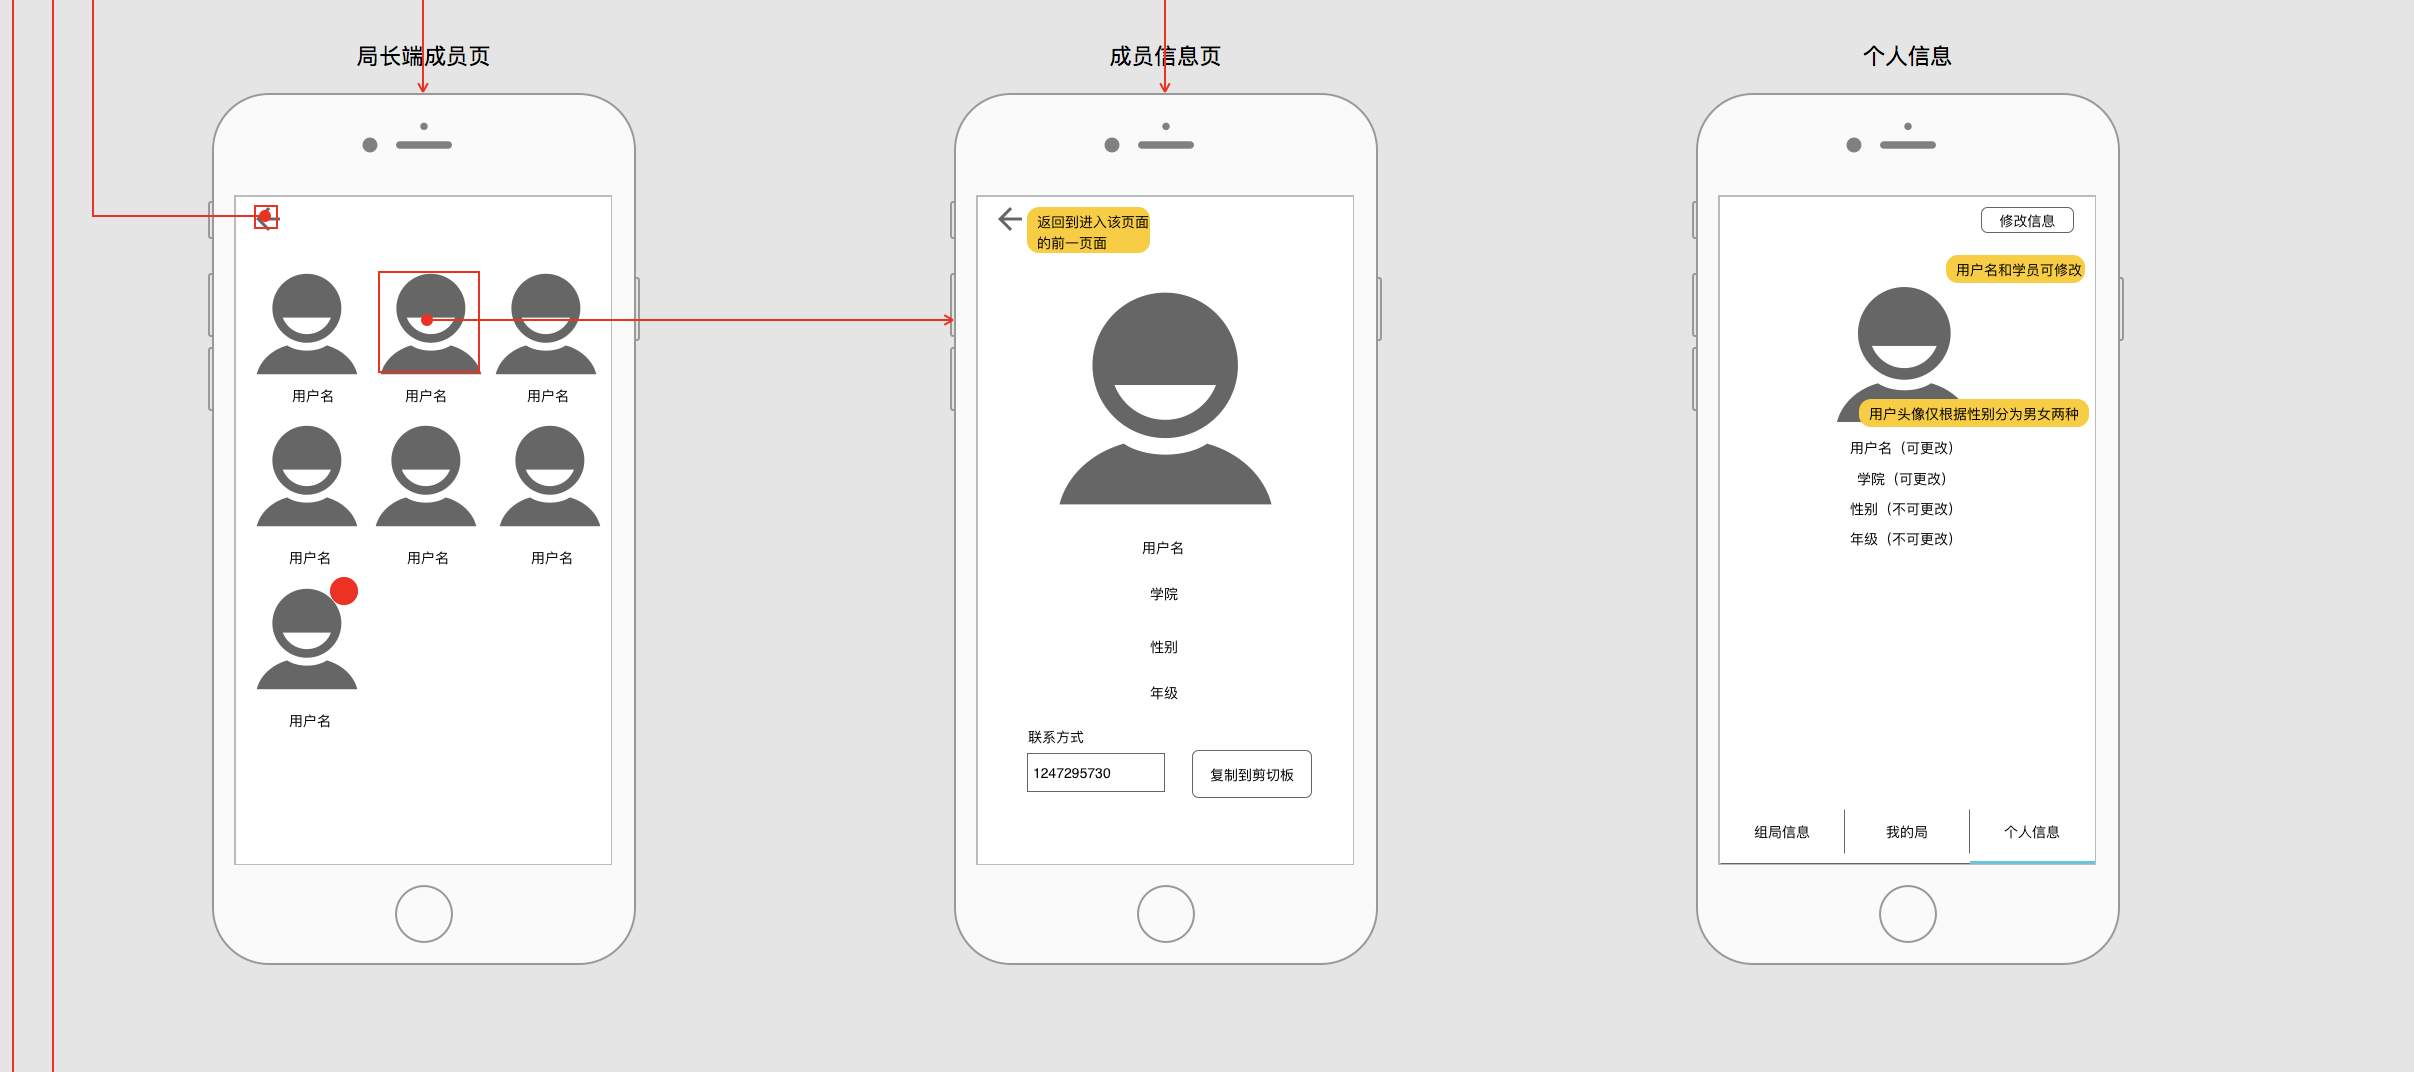 局长端成员页
成员信息页
个人信息
用户名
用户名
用户名
用户名
用户名
用户名
用户名
返回到进入该页面
的前一页面
用户名
学院
性别
年级
联系方式
1247295730
复制到剪切板
修改信息
用户名和学员可修改
用户头像仅根据性别分为男女两种
用户名（可更改）
学院（可更改）
性别（不可更改）
年级（不可更改）
组局信息
我的局
个人信息